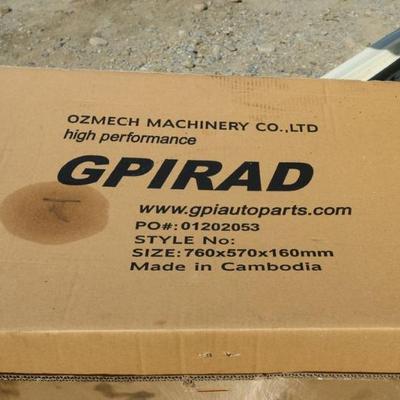 OZMECH MACHINERY CO.,LTD
high performance
GPIRAD
www.gpiautoparts.com
PO#: 01202053
STYLE No:
SIZE: 760x570x160mm
Made in Cambodia